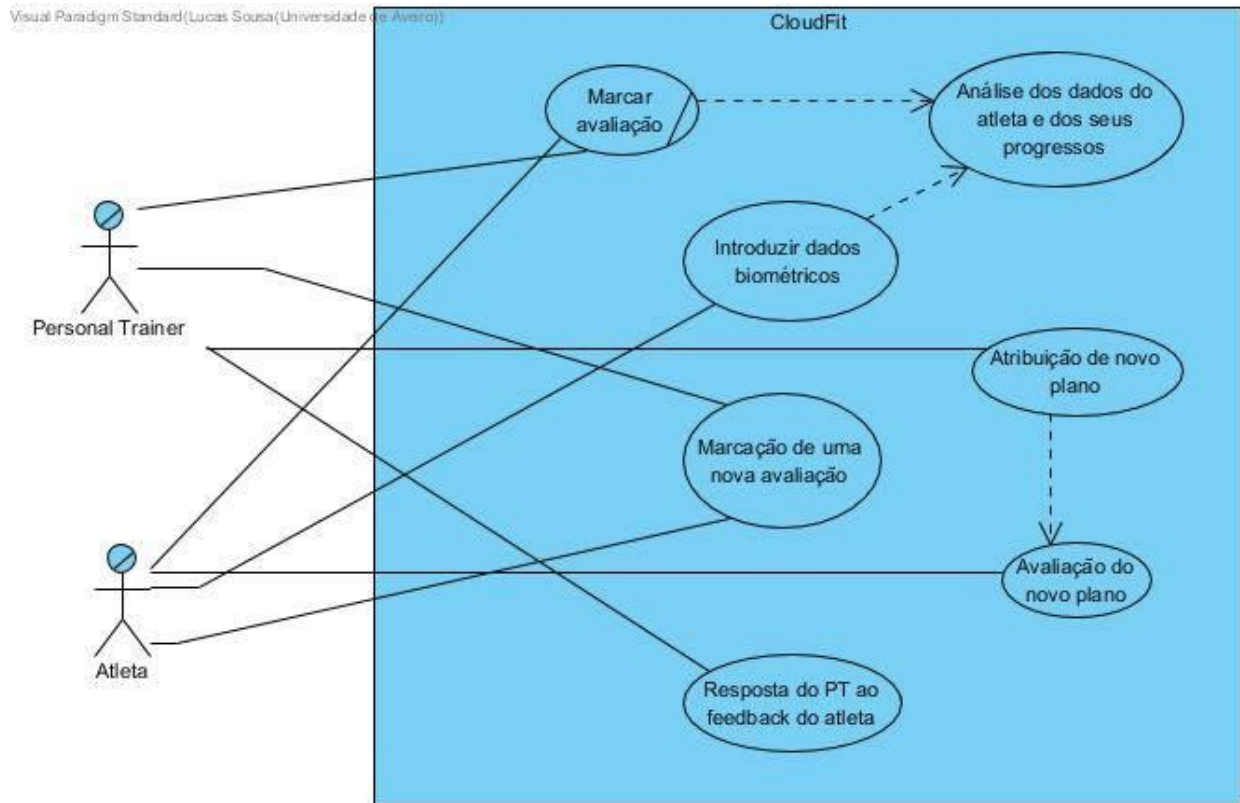 Visual Paradigm Standard(Lucas Sousa(Universidade de Aveiro))
CloudFit
Marcar
avaliação
Análise dos dados do
atleta e dos seus
progressos
Introduzir dados
biométricos
Personal Trainer
Atribuição de novo
plano
Marcação de uma
nova avaliação
Avaliação do
novo plano
Atleta
Resposta do PT ao
feedback do atleta